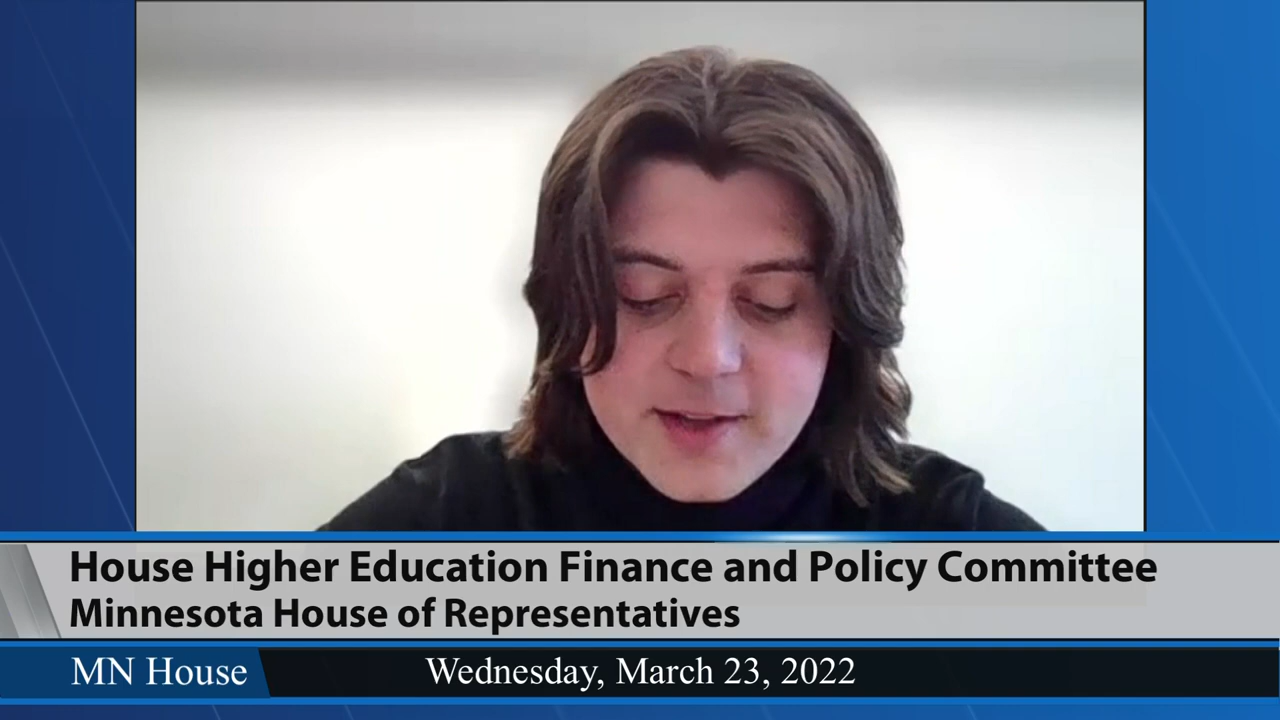 House Higher Education Finance and Policy Committee
Minnesota House of Representatives
MN House
Wednesday, March 23, 2022